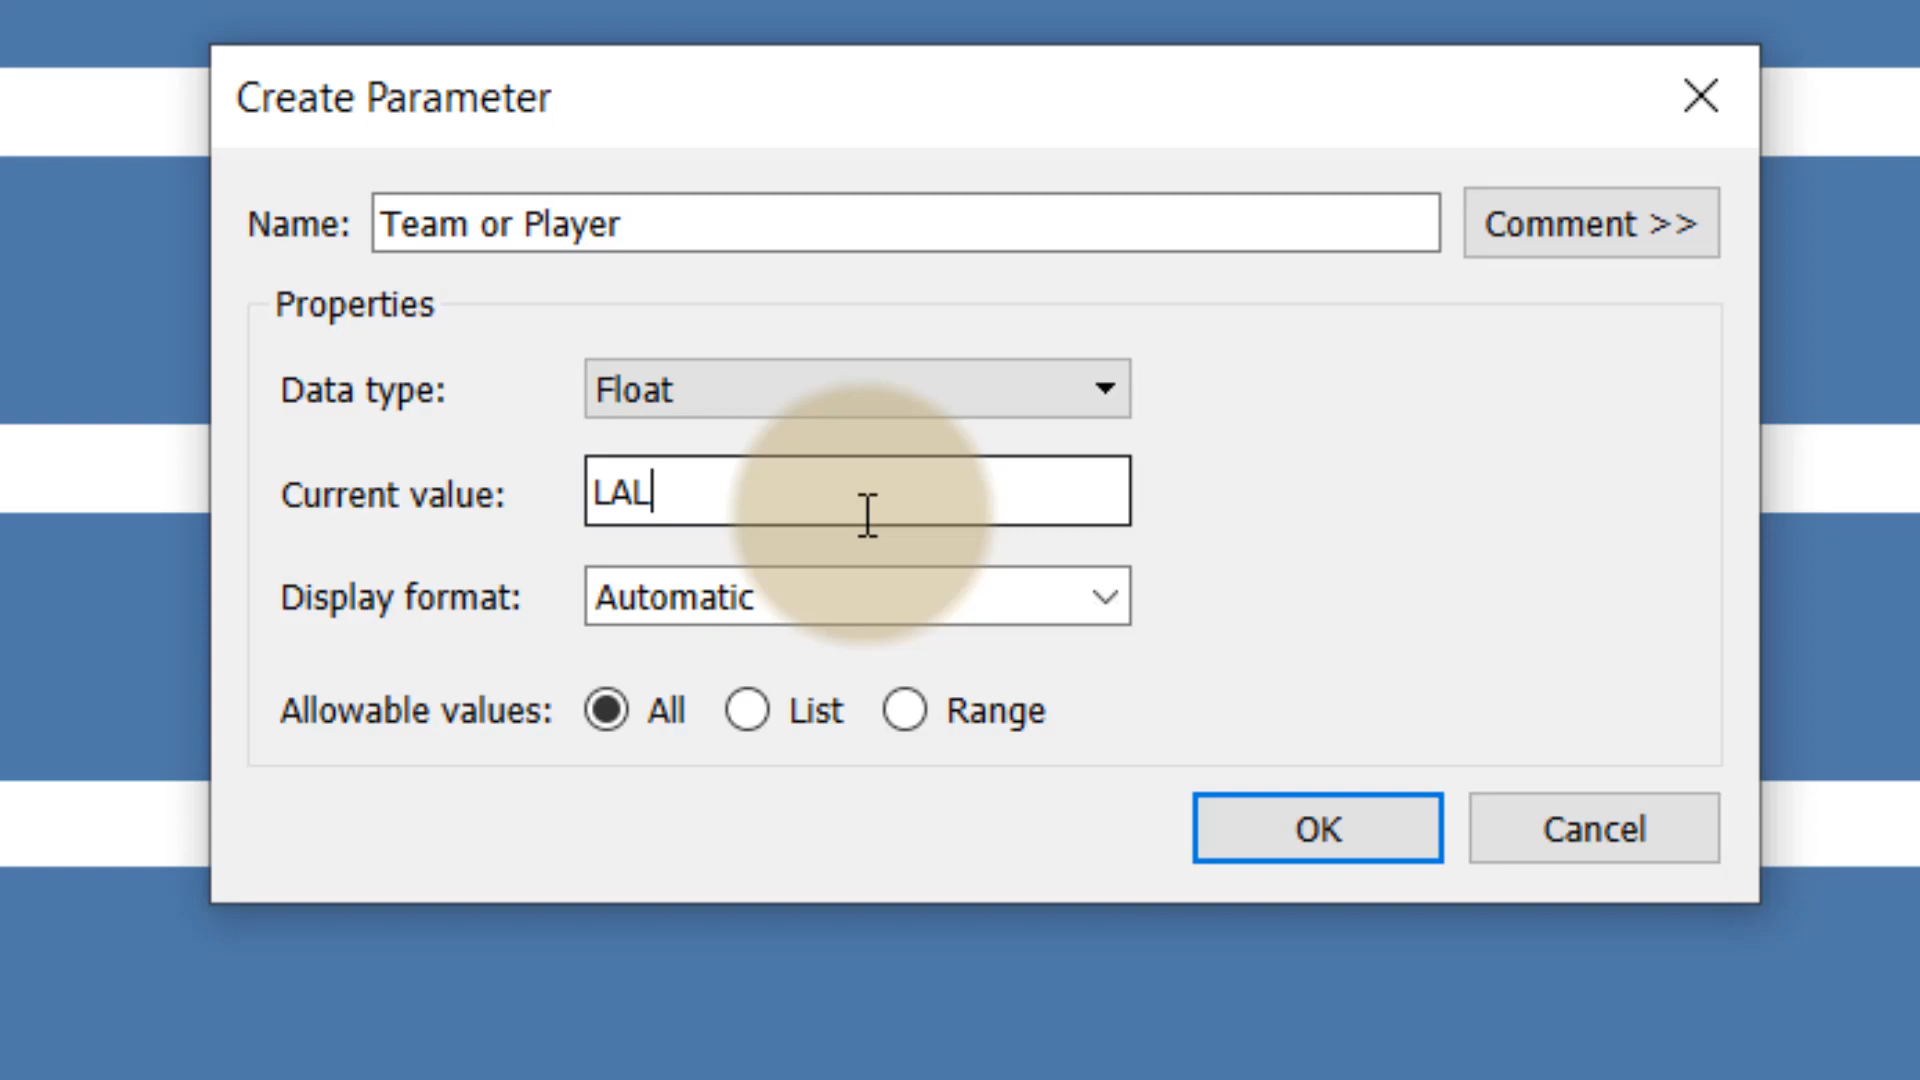 Create Parameter
Name: Team or Player Comment >>
Properties
Data type: Float
Current value: LAL
Display format: Automatic
Allowable values: All List Range
OK Cancel